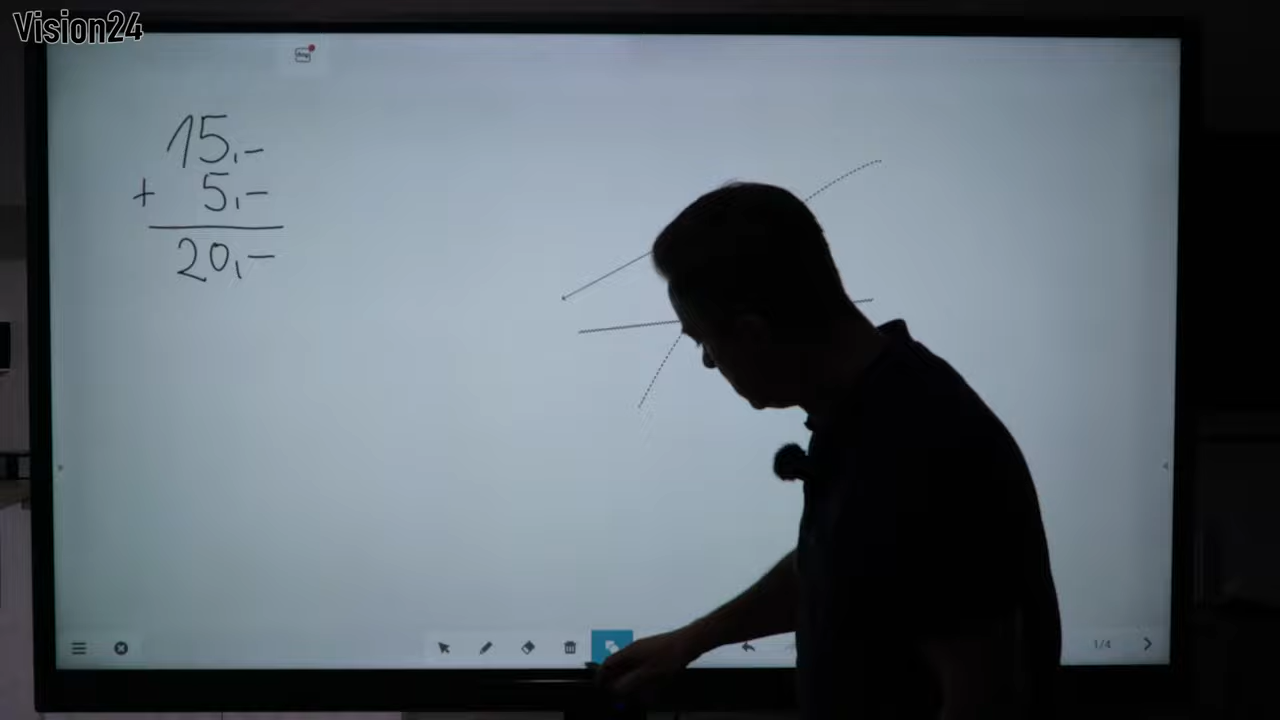 Vision24
15,-
+ 5,-
20,-
1/4